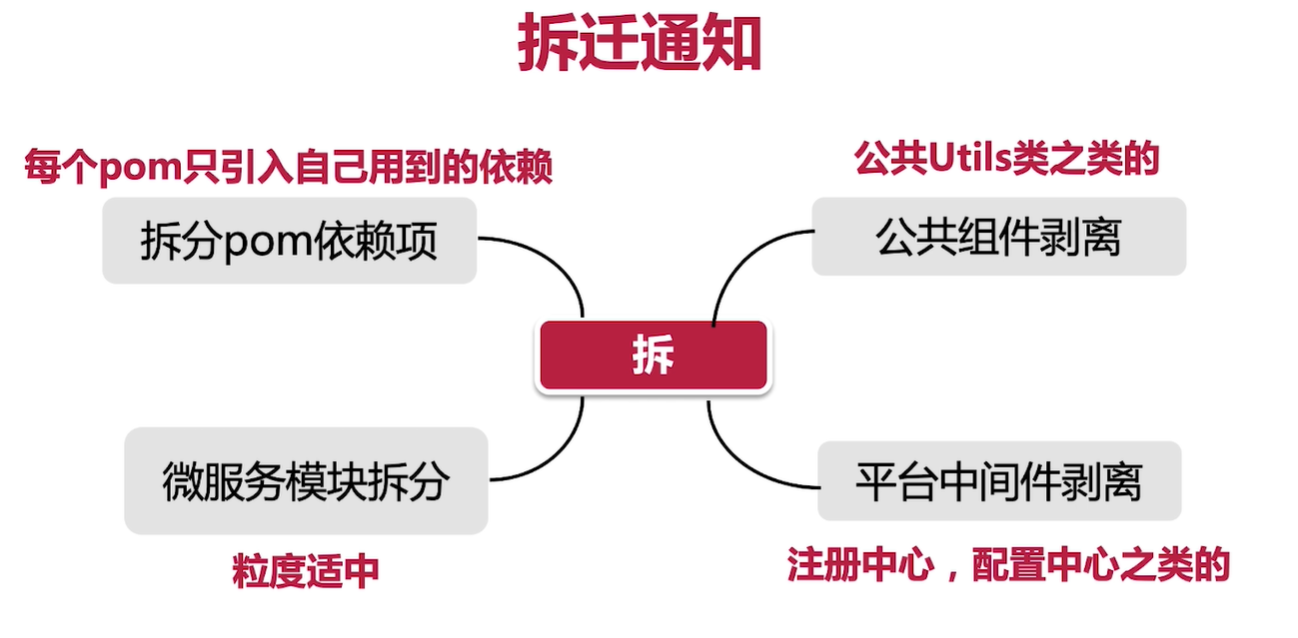 拆迁通知
每个pom只引入自己用到的依赖
拆分pom依赖项
公共Utils类之类的
公共组件剥离
拆
微服务模块拆分
粒度适中
平台中间件剥离
注册中心，配置中心之类的